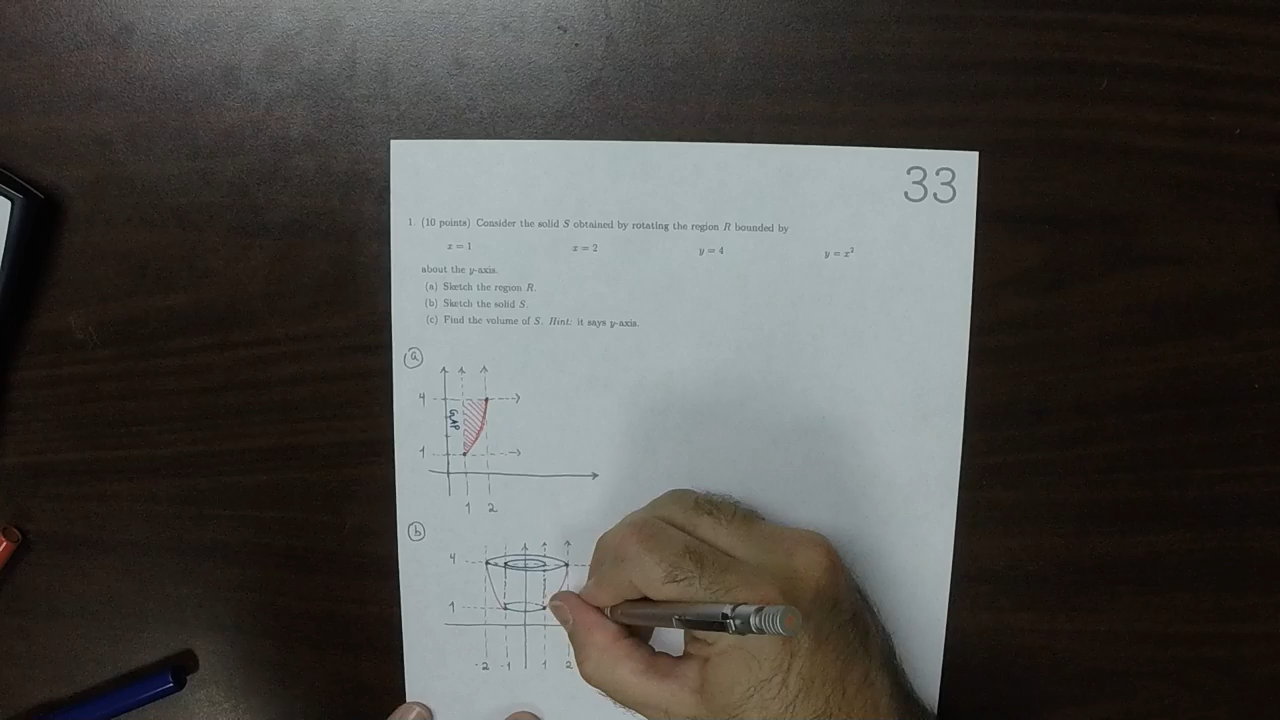 33
1 (10 points) Consider the solid S obtained by rotating the region R bounded by
x = 1 x = 2 y = 4 y = x²
about the y-axis.
(a) Sketch the region R.
(b) Sketch the solid S.
(c) Find the volume of S. Hint: it says y-axis.
a
4
GAP
1
1 2
b
4
1
-2 -1 1 2